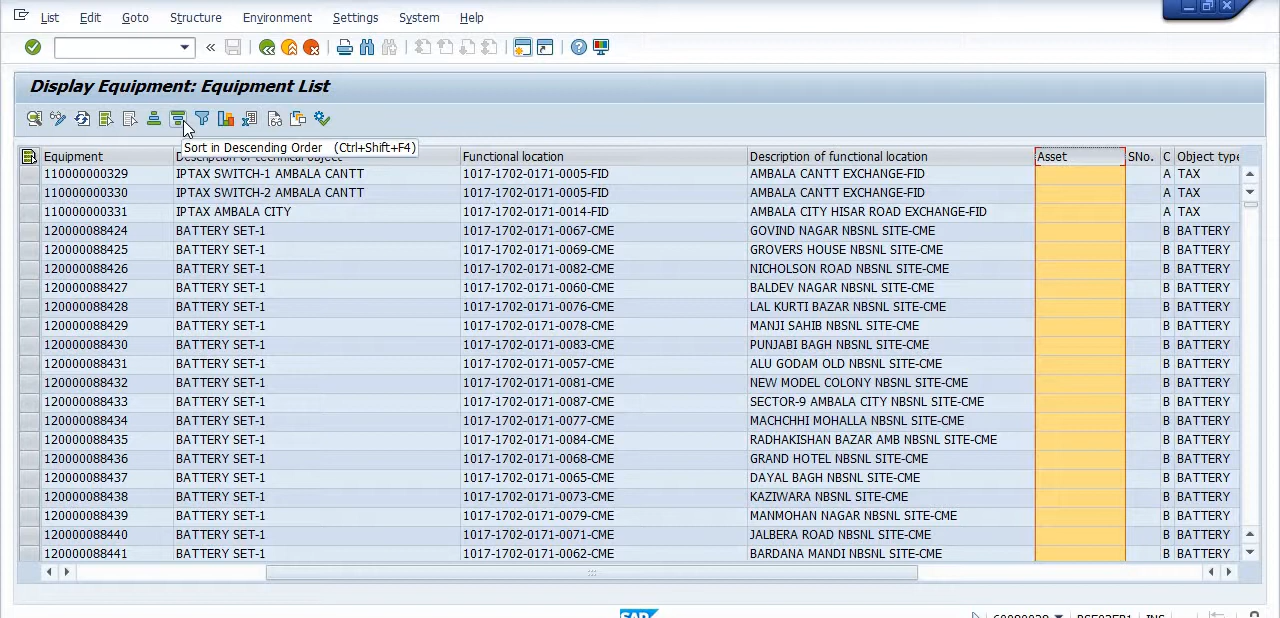 List Edit Goto Structure Environment Settings System Help
Display Equipment: Equipment List
Sort in Descending Order (Ctrl+Shift+F4)
Equipment Functional location Description of functional location Asset SNo. C Object type
110000000329 IPTAX SWITCH-1 AMBALA CANTT 1017-1702-0171-0005-FID AMBALA CANTT EXCHANGE-FID A TAX
110000000330 IPTAX SWITCH-2 AMBALA CANTT 1017-1702-0171-0005-FID AMBALA CANTT EXCHANGE-FID A TAX
110000000331 IPTAX AMBALA CITY 1017-1702-0171-0014-FID AMBALA CITY HISAR ROAD EXCHANGE-FID A TAX
120000088424 BATTERY SET-1 1017-1702-0171-0067-CME GOVIND NAGAR NBSNL SITE-CME B BATTERY
120000088425 BATTERY SET-1 1017-1702-0171-0069-CME GROVERS HOUSE NBSNL SITE-CME B BATTERY
120000088426 BATTERY SET-1 1017-1702-0171-0082-CME NICHOLSON ROAD NBSNL SITE-CME B BATTERY
120000088427 BATTERY SET-1 1017-1702-0171-0060-CME BALDEV NAGAR NBSNL SITE-CME B BATTERY
120000088428 BATTERY SET-1 1017-1702-0171-0076-CME LAL KURTI BAZAR NBSNL SITE-CME B BATTERY
120000088429 BATTERY SET-1 1017-1702-0171-0078-CME MANJI SAHIB NBSNL SITE-CME B BATTERY
120000088430 BATTERY SET-1 1017-1702-0171-0083-CME PUNJABI BAGH NBSNL SITE-CME B BATTERY
120000088431 BATTERY SET-1 1017-1702-0171-0057-CME ALU GODAM OLD NBSNL SITE-CME B BATTERY
120000088432 BATTERY SET-1 1017-1702-0171-0081-CME NEW MODEL COLONY NBSNL SITE-CME B BATTERY
120000088433 BATTERY SET-1 1017-1702-0171-0087-CME SECTOR-9 AMBALA CITY NBSNL SITE-CME B BATTERY
120000088434 BATTERY SET-1 1017-1702-0171-0077-CME MACHCHHI MOHALLA NBSNL SITE-CME B BATTERY
120000088435 BATTERY SET-1 1017-1702-0171-0084-CME RADHAKISHAN BAZAR AMB NBSNL SITE-CME B BATTERY
120000088436 BATTERY SET-1 1017-1702-0171-0068-CME GRAND HOTEL NBSNL SITE-CME B BATTERY
120000088437 BATTERY SET-1 1017-1702-0171-0065-CME DAYAL BAGH NBSNL SITE-CME B BATTERY
120000088438 BATTERY SET-1 1017-1702-0171-0073-CME KAZIWARA NBSNL SITE-CME B BATTERY
120000088439 BATTERY SET-1 1017-1702-0171-0079-CME MANMOHAN NAGAR NBSNL SITE-CME B BATTERY
120000088440 BATTERY SET-1 1017-1702-0171-0071-CME JALBERA ROAD NBSNL SITE-CME B BATTERY
120000088441 BATTERY SET-1 1017-1702-0171-0062-CME BARDANA MANDI NBSNL SITE-CME B BATTERY
SAP